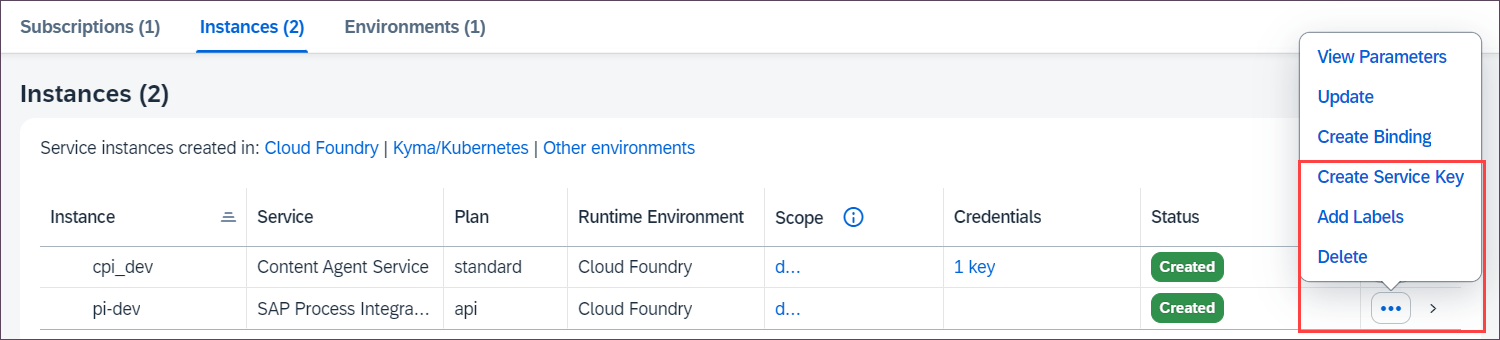 Subscriptions (1) Instances (2) Environments (1)
Instances (2)
Service instances created in: Cloud Foundry | Kyma/Kubernetes | Other environments
Instance Service Plan Runtime Environment Scope Credentials Status
cpi_dev Content Agent Service standard Cloud Foundry d... 1 key Created
pi-dev SAP Process Integra... api Cloud Foundry d... Created
View Parameters
Update
Create Binding
Create Service Key
Add Labels
Delete